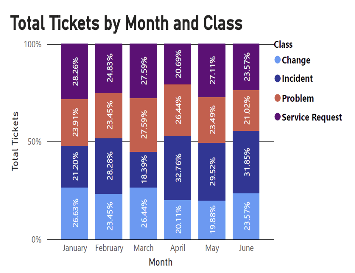 Total Tickets by Month and Class
100%
50%
0%
Total Tickets
28.26%
24.83%
27.59%
20.69%
27.11%
23.57%
23.91%
23.45%
27.59%
26.44%
23.49%
21.02%
21.20%
28.28%
18.39%
32.76%
29.52%
31.85%
26.63%
23.45%
26.44%
20.11%
19.88%
23.57%
January
February
March
April
May
June
Month
Class
Change
Incident
Problem
Service Request